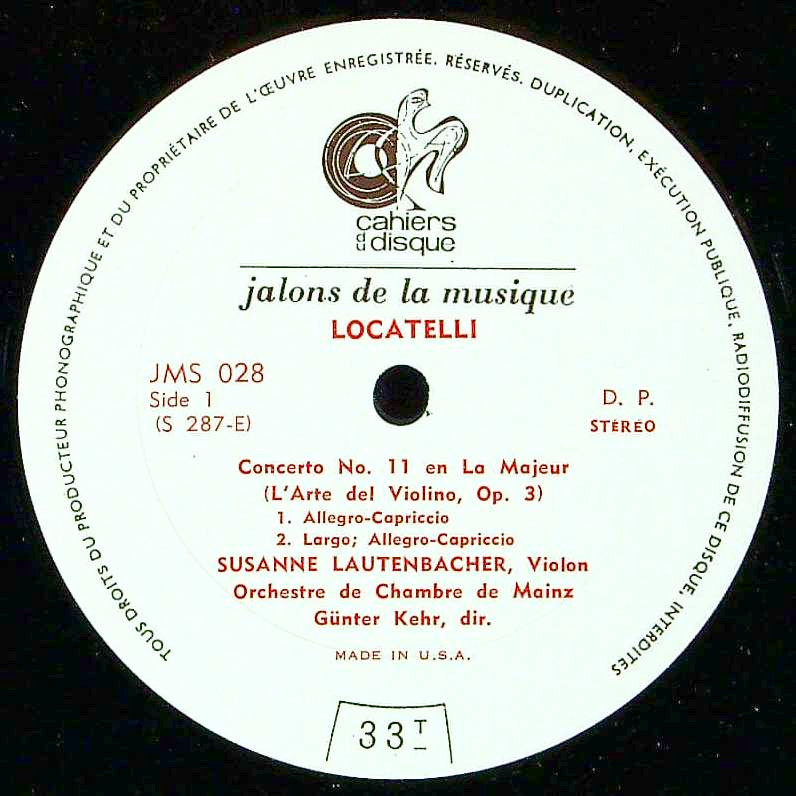 TOUS DROITS DU PRODUCTEUR PHONOGRAPHIQUE ET DU PROPRIÉTAIRE DE L'ŒUVRE ENREGISTRÉE, RÉSERVÉS. DUPLICATION, EXÉCUTION PUBLIQUE, RADIODIFFUSION DE CE DISQUE, INTERDITES
cahiers
du disque
jalons de la musique
LOCATELLI
JMS 028
Side 1
(S 287-E)
D. P.
STÉRÉO
Concerto No. 11 en La Majeur
(L'Arte del Violino, Op. 3)
1. Allegro-Capriccio
2. Largo; Allegro-Capriccio
SUSANNE LAUTENBACHER, Violon
Orchestre de Chambre de Mainz
Günter Kehr, dir.
MADE IN U.S.A.
33 T